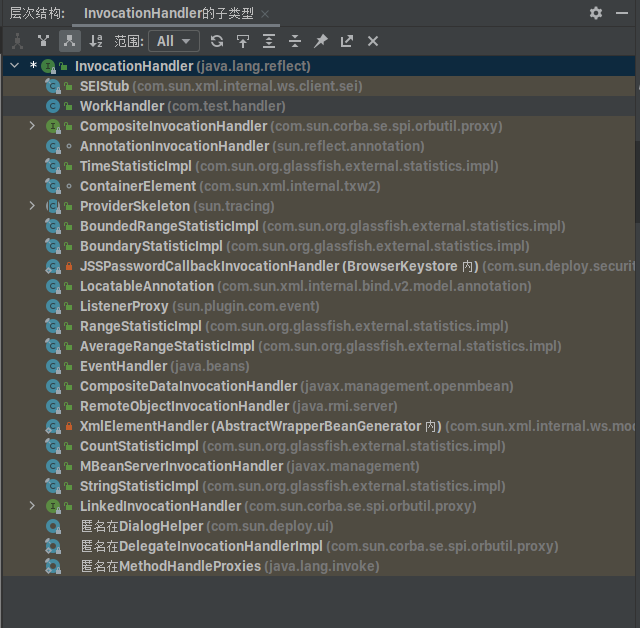 层次结构: InvocationHandler的子类型
范围: All
* InvocationHandler (java.lang.reflect)
SEIStub (com.sun.xml.internal.ws.client.sei)
WorkHandler (com.test.handler)
CompositeInvocationHandler (com.sun.corba.se.spi.orbutil.proxy)
AnnotationInvocationHandler (sun.reflect.annotation)
TimeStatisticImpl (com.sun.org.glassfish.external.statistics.impl)
ContainerElement (com.sun.xml.internal.txw2)
ProviderSkeleton (sun.tracing)
BoundedRangeStatisticImpl (com.sun.org.glassfish.external.statistics.impl)
BoundaryStatisticImpl (com.sun.org.glassfish.external.statistics.impl)
JSSPasswordCallbackInvocationHandler (BrowserKeystore 内) (com.sun.deploy.securit
LocatableAnnotation (com.sun.xml.internal.bind.v2.model.annotation)
ListenerProxy (sun.plugin.com.event)
RangeStatisticImpl (com.sun.org.glassfish.external.statistics.impl)
AverageRangeStatisticImpl (com.sun.org.glassfish.external.statistics.impl)
EventHandler (java.beans)
CompositeDataInvocationHandler (javax.management.openmbean)
RemoteObjectInvocationHandler (java.rmi.server)
XmlElementHandler (AbstractWrapperBeanGenerator 内) (com.sun.xml.internal.ws.mod
CountStatisticImpl (com.sun.org.glassfish.external.statistics.impl)
MBeanServerInvocationHandler (javax.management)
StringStatisticImpl (com.sun.org.glassfish.external.statistics.impl)
LinkedInvocationHandler (com.sun.corba.se.spi.orbutil.proxy)
匿名在DialogHelper (com.sun.deploy.ui)
匿名在DelegateInvocationHandlerImpl (com.sun.corba.se.spi.orbutil.proxy)
匿名在MethodHandleProxies (java.lang.invoke)